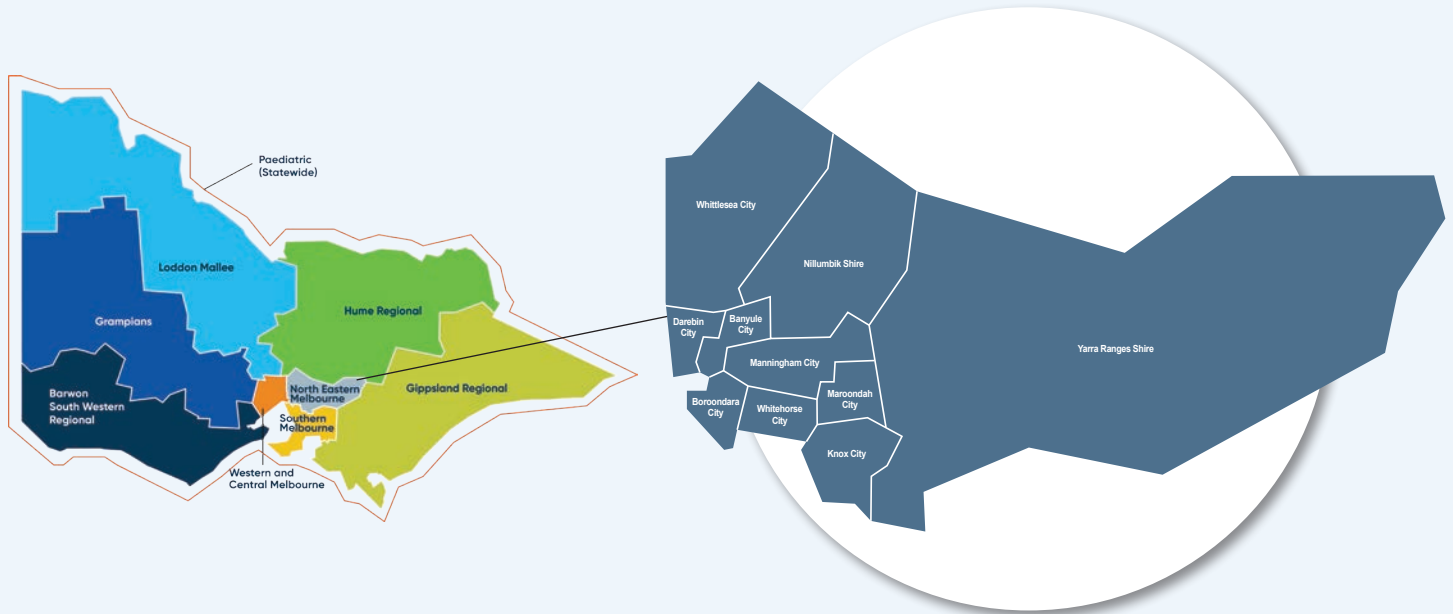 Paediatric
(Statewide)
Loddon Mallee
Hume Regional
Grampians
North Eastern
Melbourne
Gippsland Regional
Barwon
South Western
Regional
Southern
Melbourne
Western and
Central Melbourne
Whittlesea City
Nillumbik Shire
Darebin
City
Banyule
City
Yarra Ranges Shire
Manningham City
Boroondara
City
Whitehorse
City
Maroondah
City
Knox City